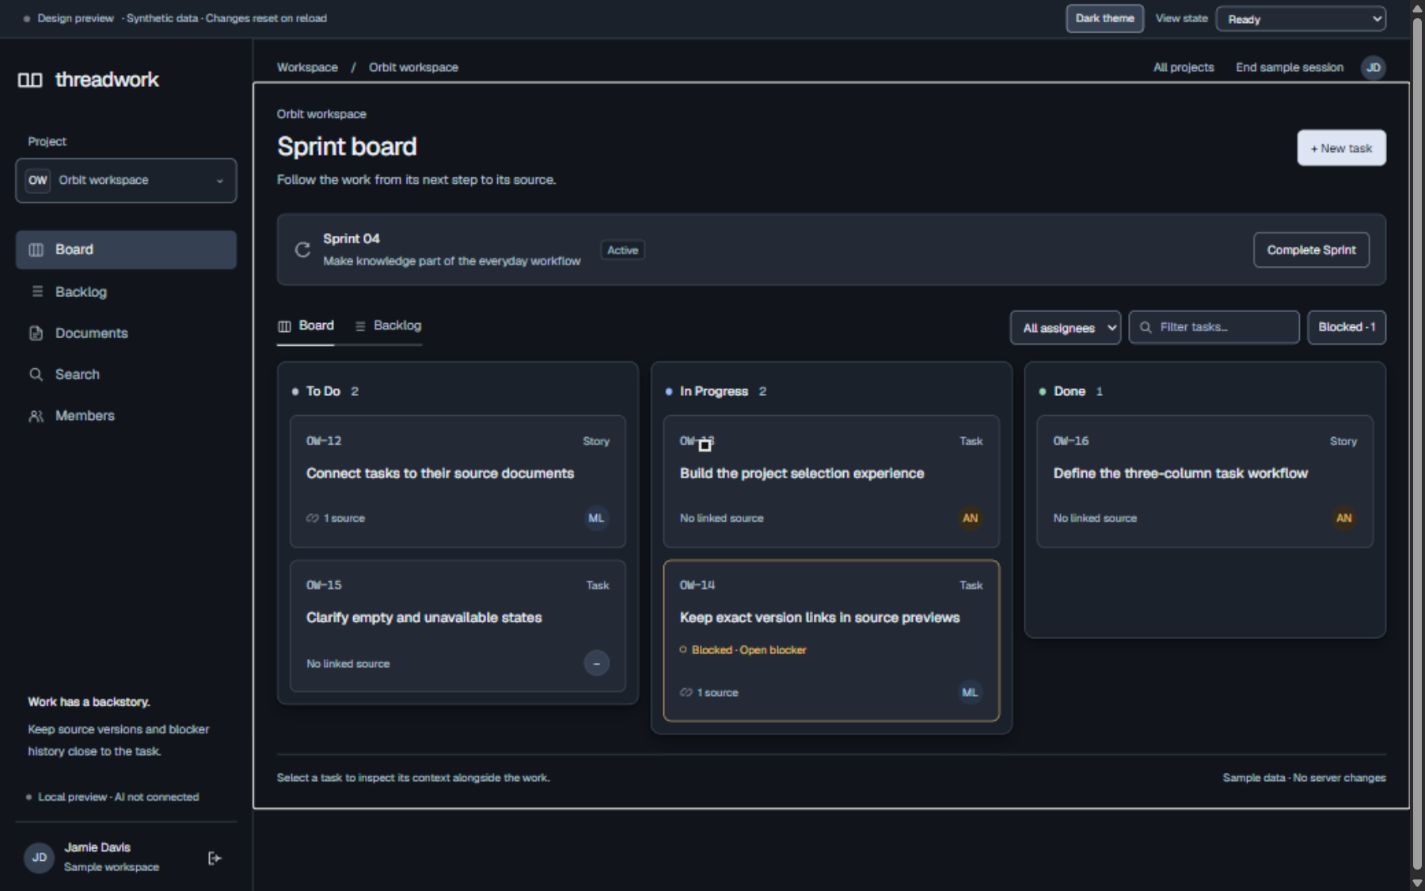 Design preview · Synthetic data · Changes reset on reload
Dark theme
View state
Ready
threadwork
Project
OW Orbit workspace
Board
Backlog
Documents
Search
Members
Work has a backstory.
Keep source versions and blocker
history close to the task.
Local preview · AI not connected
JD
Jamie Davis
Sample workspace
Workspace / Orbit workspace
All projects
End sample session
JD
Orbit workspace
Sprint board
Follow the work from its next step to its source.
+ New task
Sprint 04
Make knowledge part of the everyday workflow
Active
Complete Sprint
Board
Backlog
All assignees
Filter tasks...
Blocked · 1
To Do 2
OW-12 Story
Connect tasks to their source documents
1 source ML
OW-15 Task
Clarify empty and unavailable states
No linked source –
In Progress 2
OW-13 Task
Build the project selection experience
No linked source AN
OW-14 Task
Keep exact version links in source previews
Blocked · Open blocker
1 source ML
Done 1
OW-16 Story
Define the three-column task workflow
No linked source AN
Select a task to inspect its context alongside the work.
Sample data · No server changes